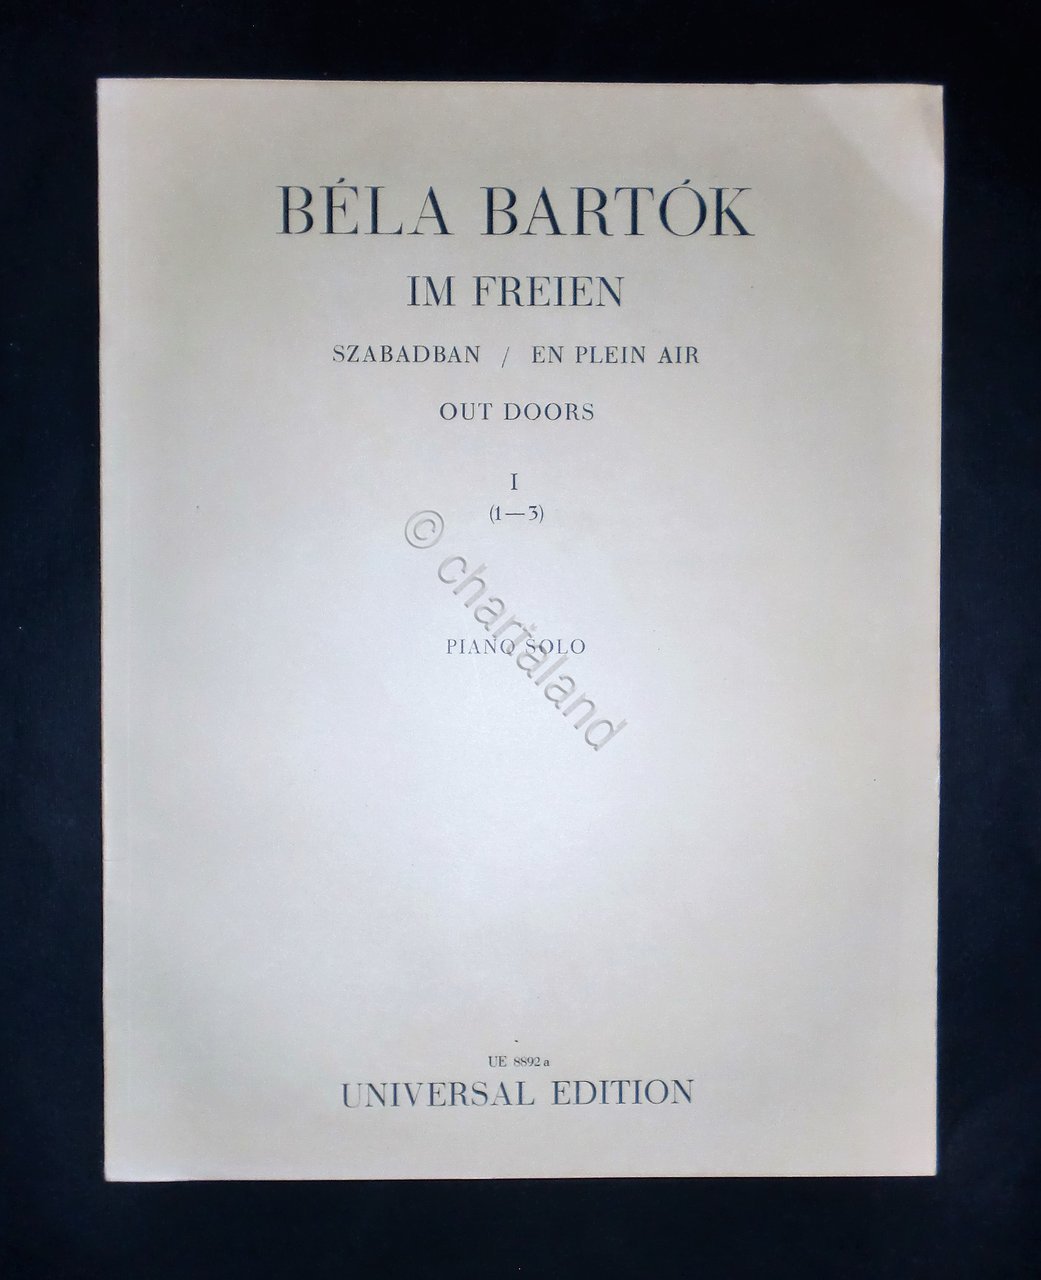 BÉLA BARTÓK
IM FREIEN
SZABADBAN / EN PLEIN AIR
OUT DOORS
I
(1—3)
© chartaland
PIANO SOLO
UE 8892 a
UNIVERSAL EDITION